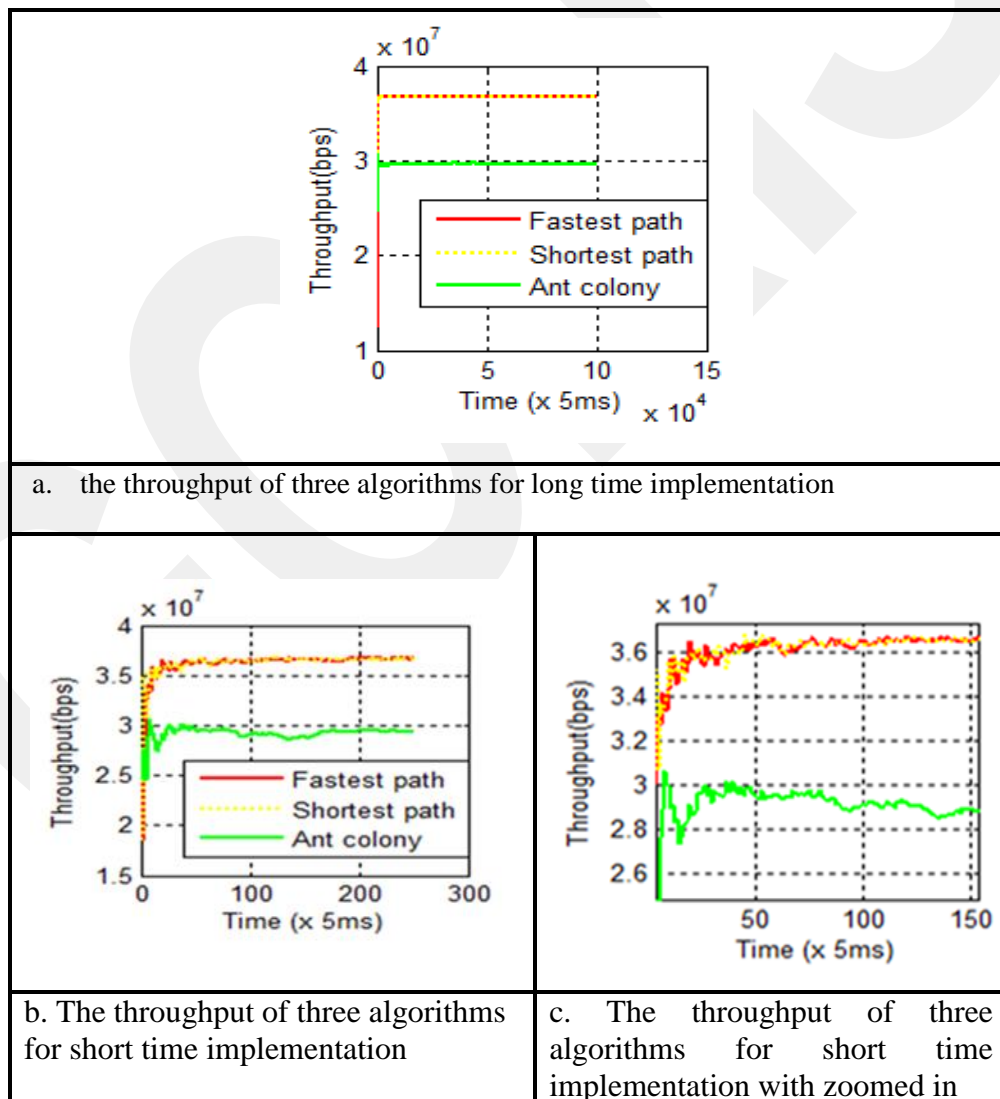 x 10^7
4
3
2
1
Throughput(bps)
Fastest path
Shortest path
Ant colony
0 5 10 15
Time (x 5ms) x 10^4
a. the throughput of three algorithms for long time implementation
x 10^7
4
3.5
3
2.5
2
1.5
Throughput(bps)
Fastest path
Shortest path
Ant colony
0 100 200 300
Time (x 5ms)
b. The throughput of three algorithms
for short time implementation
x 10^7
3.6
3.4
3.2
3
2.8
2.6
Throughput(bps)
50 100 150
Time (x 5ms)
c. The throughput of three
algorithms for short time
implementation with zoomed in